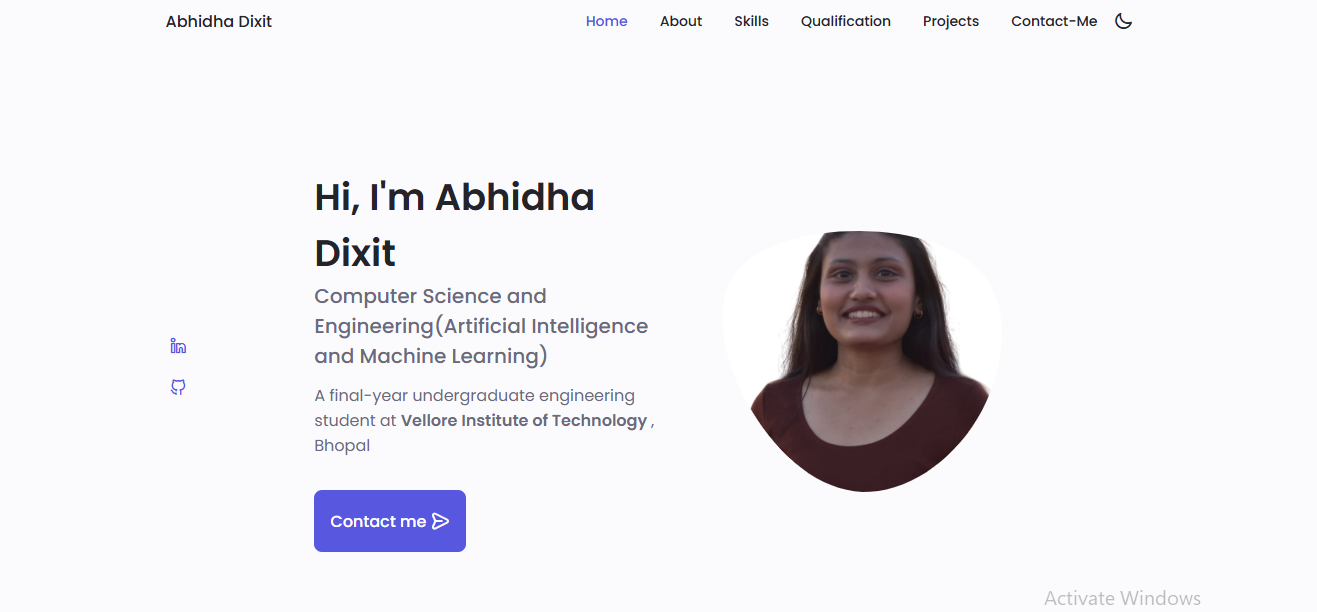 Abhidha Dixit
Home About Skills Qualification Projects Contact-Me
Hi, I'm Abhidha
Dixit
Computer Science and
Engineering(Artificial Intelligence
and Machine Learning)
A final-year undergraduate engineering
student at Vellore Institute of Technology ,
Bhopal
Contact me
Activate Windows